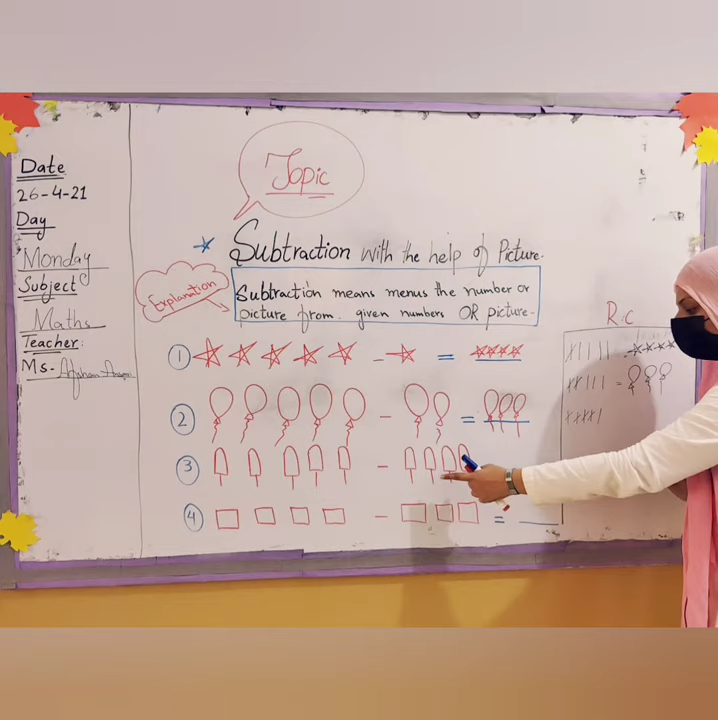 Topic
Date
26-4-21
Day
Monday
Subject
Maths
Teacher:
Ms- Afshan
Subtraction with the help of Picture.
Explanation
Subtraction means menus the number or
picture from given numbers OR picture.
R.C
1
- =
2
- =
=
3
-
4
- =